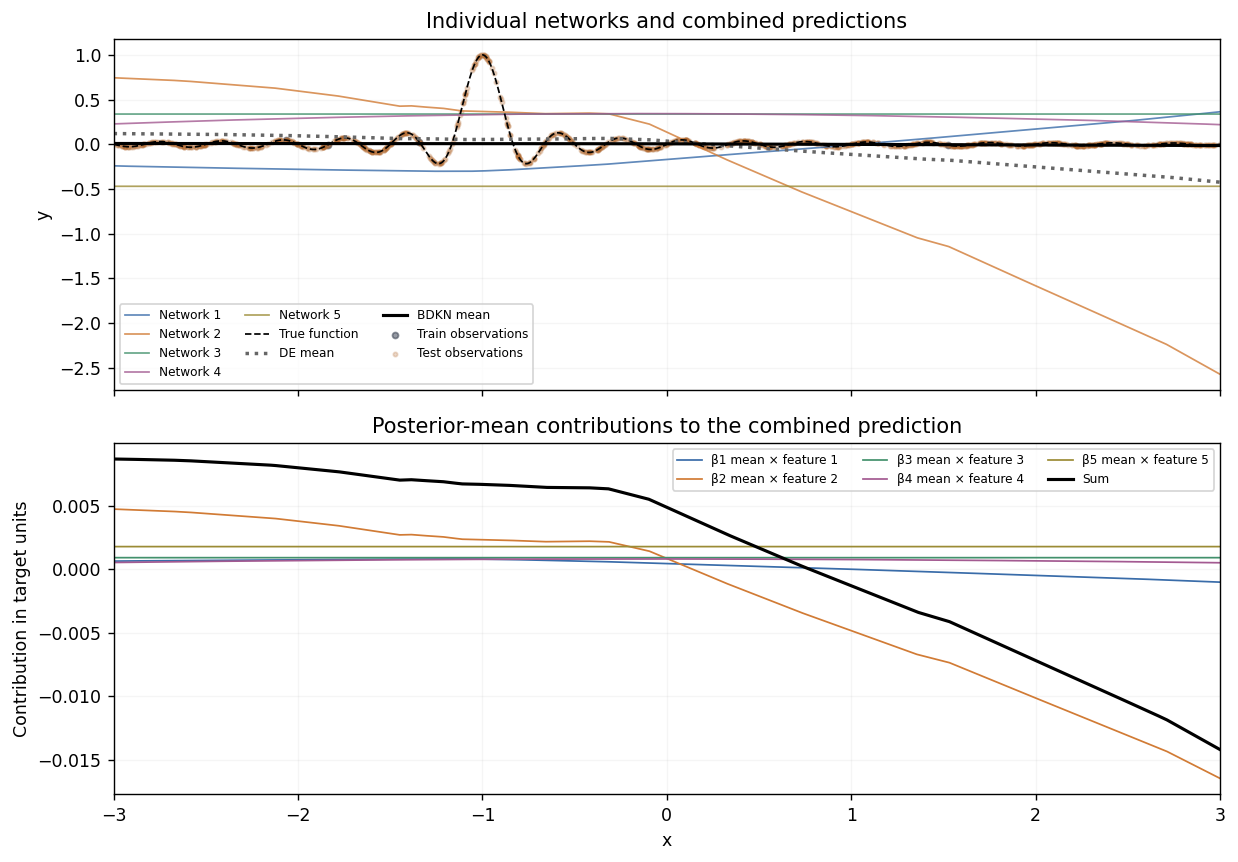 Individual networks and combined predictions
1.0
0.5
0.0
−0.5
−1.0
−1.5
−2.0
−2.5
y
Network 1
Network 2
Network 3
Network 4
Network 5
True function
DE mean
BDKN mean
Train observations
Test observations
Posterior-mean contributions to the combined prediction
0.005
0.000
−0.005
−0.010
−0.015
Contribution in target units
β1 mean × feature 1
β2 mean × feature 2
β3 mean × feature 3
β4 mean × feature 4
β5 mean × feature 5
Sum
−3
−2
−1
0
1
2
3
x